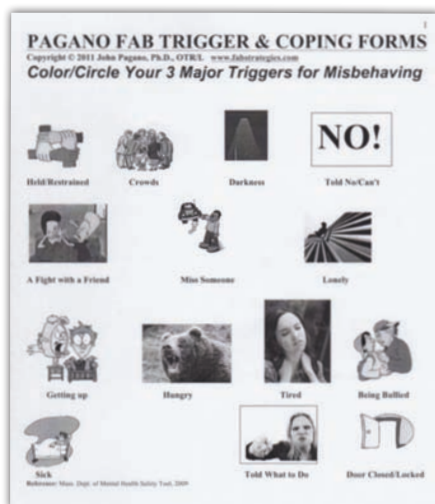 1
PAGANO FAB TRIGGER & COPING FORMS
Copyright © 2011 John Pagano, Ph.D., OTR/L www.fabstrategies.com
Color/Circle Your 3 Major Triggers for Misbehaving
NO!
Held/Restrained Crowds Darkness Told No/Can't
A Fight with a Friend Miss Someone Lonely
Getting up Hungry Tired Being Bullied
Sick Told What to Do Door Closed/Locked
Reference: Mass. Dept. of Mental Health Safety Tool, 2009